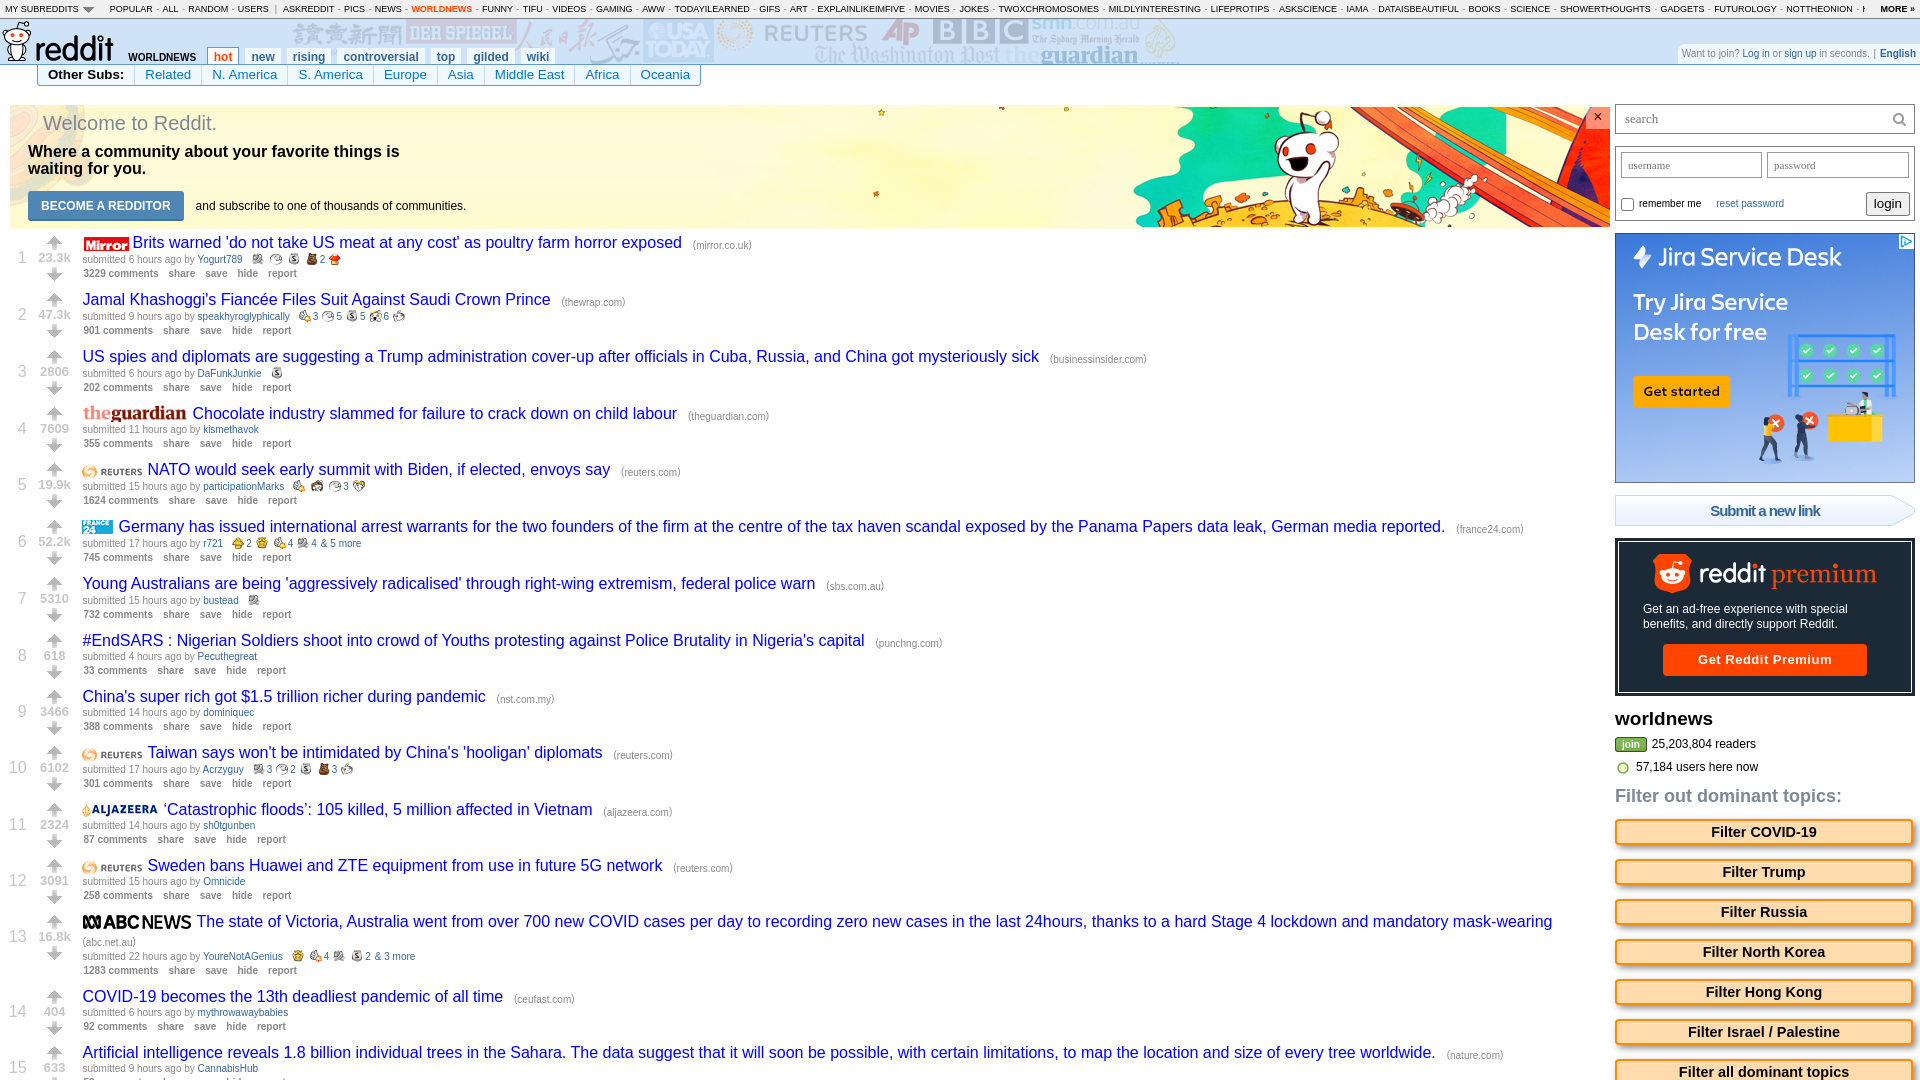 MY SUBREDDITS POPULAR - ALL - RANDOM - USERS | ASKREDDIT - PICS - NEWS - WORLDNEWS - FUNNY - TIFU - VIDEOS - GAMING - AWW - TODAYILEARNED - GIFS - ART - EXPLAINLIKEIMFIVE - MOVIES - JOKES - TWOXCHROMOSOMES - MILDLYINTERESTING - LIFEPROTIPS - ASKSCIENCE - IAMA - DATAISBEAUTIFUL - BOOKS - SCIENCE - SHOWERTHOUGHTS - GADGETS - FUTUROLOGY - NOTTHEONION - MORE »
reddit WORLDNEWS hot new rising controversial top gilded wiki
Want to join? Log in or sign up in seconds. | English
Other Subs: Related N. America S. America Europe Asia Middle East Africa Oceania
Welcome to Reddit.
Where a community about your favorite things is
waiting for you.
BECOME A REDDITOR and subscribe to one of thousands of communities.
×
1 23.3k Mirror Brits warned 'do not take US meat at any cost' as poultry farm horror exposed (mirror.co.uk)
submitted 6 hours ago by Yogurt789 2
3229 comments share save hide report
2 47.3k Jamal Khashoggi's Fiancée Files Suit Against Saudi Crown Prince (thewrap.com)
submitted 9 hours ago by speakhyroglyphically 3 5 5 6
901 comments share save hide report
3 2806 US spies and diplomats are suggesting a Trump administration cover-up after officials in Cuba, Russia, and China got mysteriously sick (businessinsider.com)
submitted 6 hours ago by DaFunkJunkie
202 comments share save hide report
4 7609 theguardian Chocolate industry slammed for failure to crack down on child labour (theguardian.com)
submitted 11 hours ago by kismethavok
355 comments share save hide report
5 19.9k REUTERS NATO would seek early summit with Biden, if elected, envoys say (reuters.com)
submitted 15 hours ago by participationMarks 3
1624 comments share save hide report
6 52.2k FRANCE 24 Germany has issued international arrest warrants for the two founders of the firm at the centre of the tax haven scandal exposed by the Panama Papers data leak, German media reported. (france24.com)
submitted 17 hours ago by r721 2 4 4 & 5 more
745 comments share save hide report
7 5310 Young Australians are being 'aggressively radicalised' through right-wing extremism, federal police warn (sbs.com.au)
submitted 15 hours ago by bustead
732 comments share save hide report
8 618 #EndSARS : Nigerian Soldiers shoot into crowd of Youths protesting against Police Brutality in Nigeria's capital (punchng.com)
submitted 4 hours ago by Pecuthegreat
33 comments share save hide report
9 3466 China's super rich got $1.5 trillion richer during pandemic (nst.com.my)
submitted 14 hours ago by dominiquec
388 comments share save hide report
10 6102 REUTERS Taiwan says won't be intimidated by China's 'hooligan' diplomats (reuters.com)
submitted 17 hours ago by Acrzyguy 3 2 3
301 comments share save hide report
11 2324 ALJAZEERA ‘Catastrophic floods’: 105 killed, 5 million affected in Vietnam (aljazeera.com)
submitted 14 hours ago by sh0tgunben
87 comments share save hide report
12 3091 REUTERS Sweden bans Huawei and ZTE equipment from use in future 5G network (reuters.com)
submitted 15 hours ago by Omnicide
258 comments share save hide report
13 16.8k ABC NEWS The state of Victoria, Australia went from over 700 new COVID cases per day to recording zero new cases in the last 24hours, thanks to a hard Stage 4 lockdown and mandatory mask-wearing
(abc.net.au)
submitted 22 hours ago by YoureNotAGenius 4 2 & 3 more
1283 comments share save hide report
14 404 COVID-19 becomes the 13th deadliest pandemic of all time (ceufast.com)
submitted 6 hours ago by mythrowawaybabies
92 comments share save hide report
15 633 Artificial intelligence reveals 1.8 billion individual trees in the Sahara. The data suggest that it will soon be possible, with certain limitations, to map the location and size of every tree worldwide. (nature.com)
submitted 9 hours ago by CannabisHub
search
username password
remember me reset password login
Jira Service Desk
Try Jira Service
Desk for free
Get started
Submit a new link
reddit premium
Get an ad-free experience with special
benefits, and directly support Reddit.
Get Reddit Premium
worldnews
join 25,203,804 readers
57,184 users here now
Filter out dominant topics:
Filter COVID-19
Filter Trump
Filter Russia
Filter North Korea
Filter Hong Kong
Filter Israel / Palestine
Filter all dominant topics